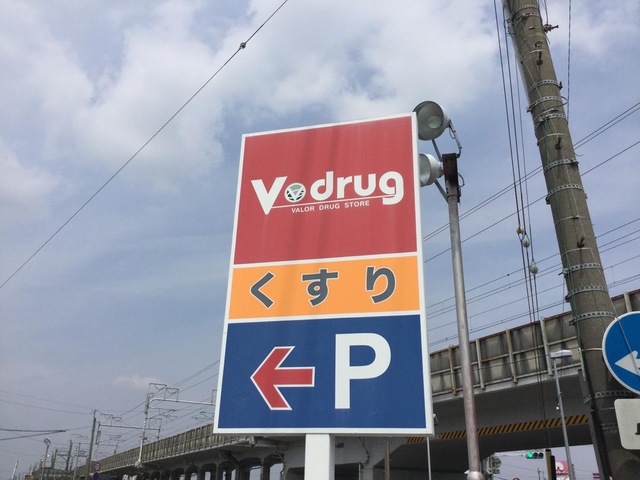 V•drug
VALOR DRUG STORE
くすり
P